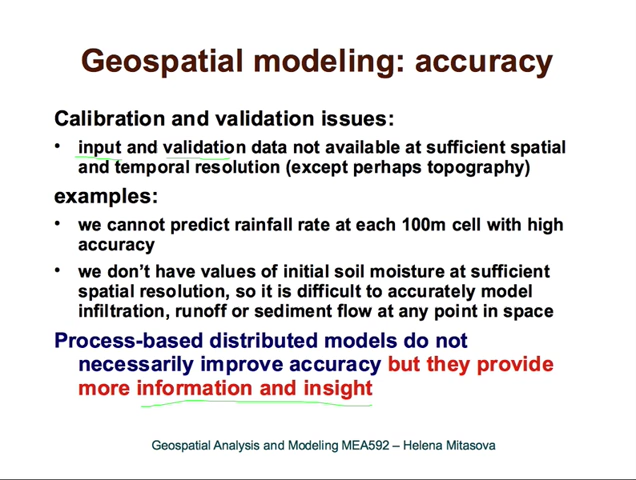 Geospatial modeling: accuracy
Calibration and validation issues:
• input and validation data not available at sufficient spatial
and temporal resolution (except perhaps topography)
examples:
• we cannot predict rainfall rate at each 100m cell with high
accuracy
• we don't have values of initial soil moisture at sufficient
spatial resolution, so it is difficult to accurately model
infiltration, runoff or sediment flow at any point in space
Process-based distributed models do not
necessarily improve accuracy but they provide
more information and insight
Geospatial Analysis and Modeling MEA592 – Helena Mitasova